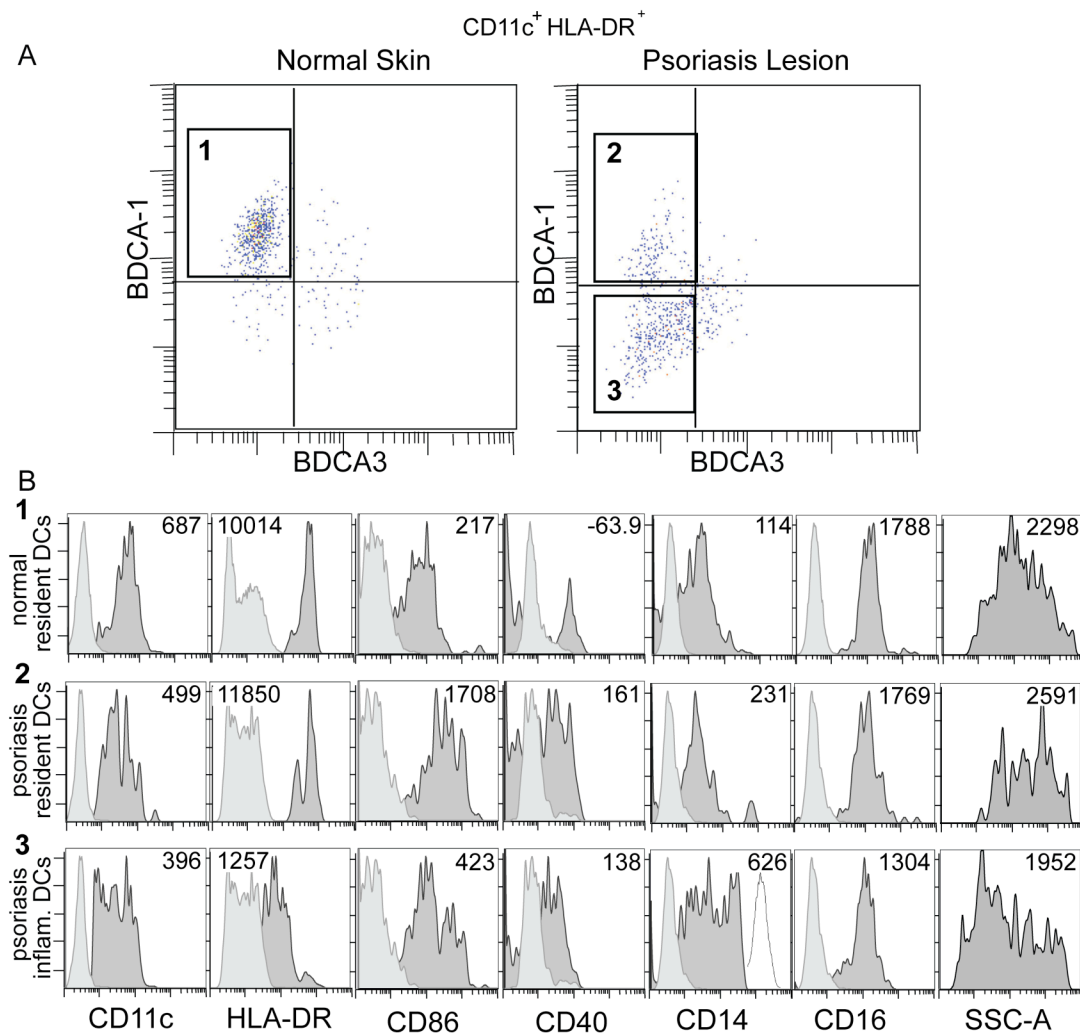 CD11c+ HLA-DR+
A
Normal Skin
Psoriasis Lesion
1
2
3
BDCA-1
BDCA-1
BDCA3
BDCA3
B
1
normal
resident DCs
687
10014
217
-63.9
114
1788
2298
2
psoriasis
resident DCs
499
11850
1708
161
231
1769
2591
3
psoriasis
inflam. DCs
396
1257
423
138
626
1304
1952
CD11c
HLA-DR
CD86
CD40
CD14
CD16
SSC-A